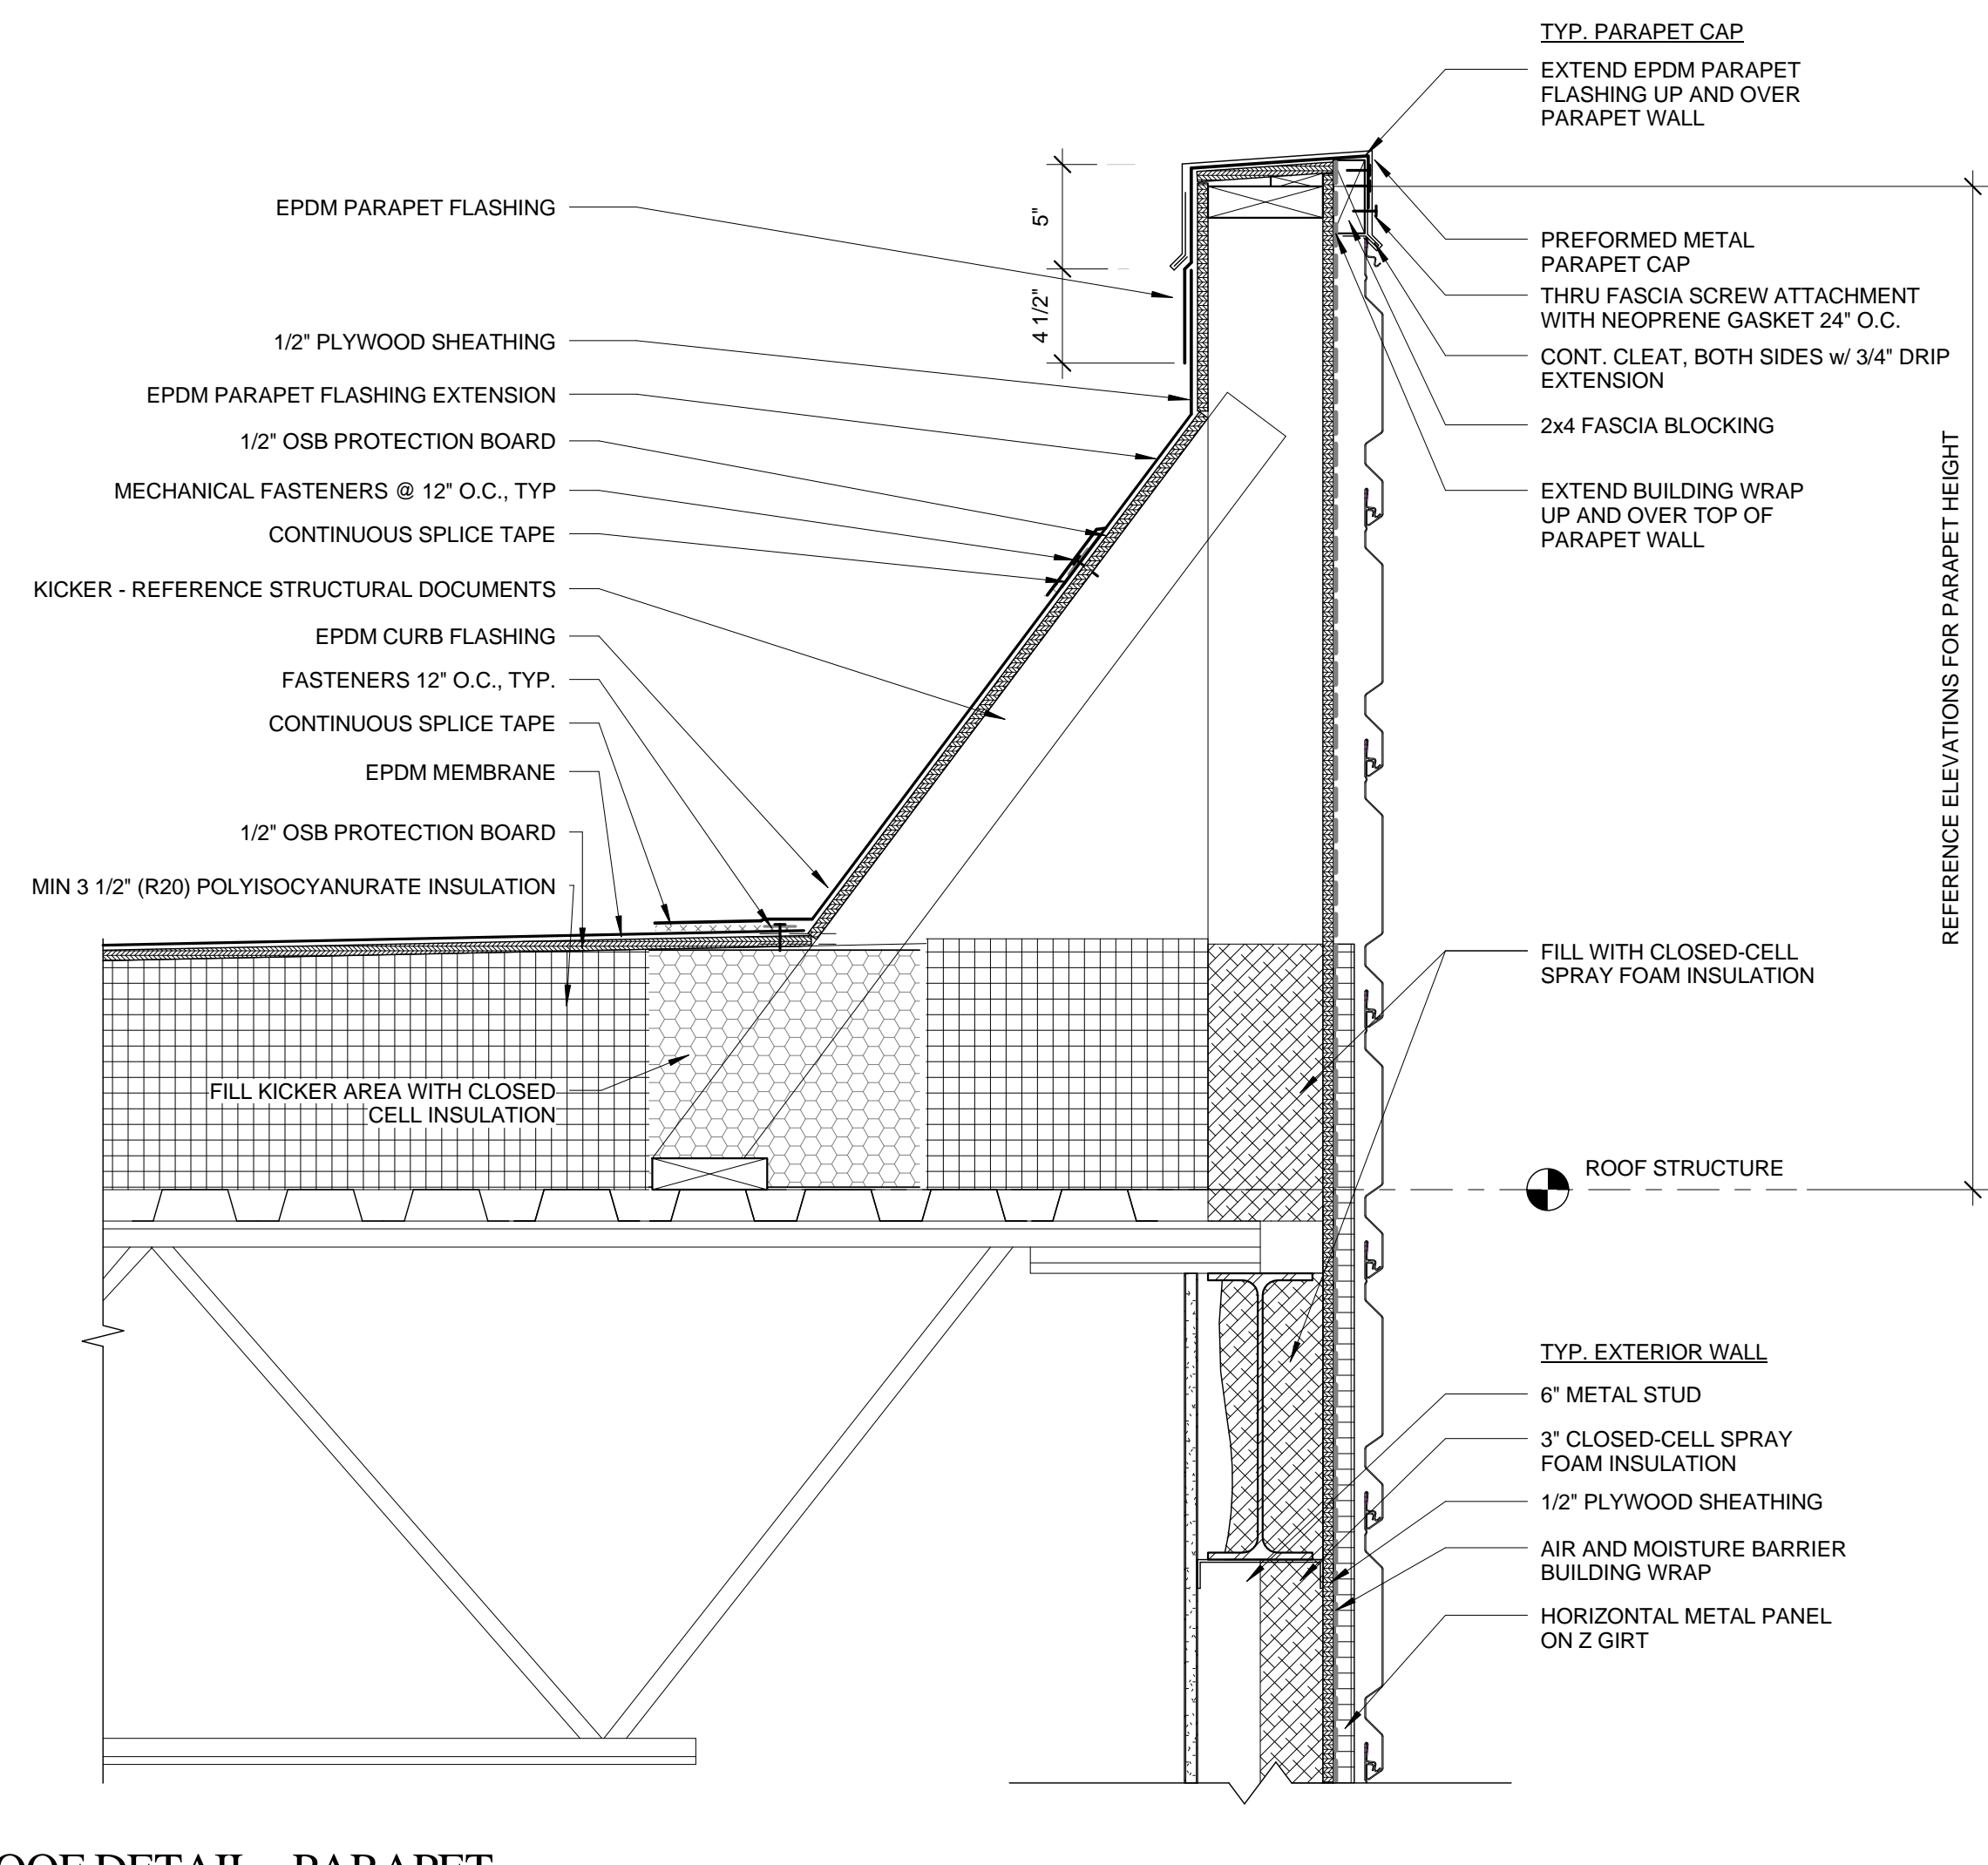 TYP. PARAPET CAP
EXTEND EPDM PARAPET
FLASHING UP AND OVER
PARAPET WALL
PREFORMED METAL
PARAPET CAP
THRU FASCIA SCREW ATTACHMENT
WITH NEOPRENE GASKET 24" O.C.
CONT. CLEAT, BOTH SIDES w/ 3/4" DRIP
EXTENSION
2x4 FASCIA BLOCKING
EXTEND BUILDING WRAP
UP AND OVER TOP OF
PARAPET WALL
5"
4 1/2"
EPDM PARAPET FLASHING
1/2" PLYWOOD SHEATHING
EPDM PARAPET FLASHING EXTENSION
1/2" OSB PROTECTION BOARD
MECHANICAL FASTENERS @ 12" O.C., TYP
CONTINUOUS SPLICE TAPE
KICKER - REFERENCE STRUCTURAL DOCUMENTS
EPDM CURB FLASHING
FASTENERS 12" O.C., TYP.
CONTINUOUS SPLICE TAPE
EPDM MEMBRANE
1/2" OSB PROTECTION BOARD
MIN 3 1/2" (R20) POLYISOCYANURATE INSULATION
FILL KICKER AREA WITH CLOSED
CELL INSULATION
REFERENCE ELEVATIONS FOR PARAPET HEIGHT
FILL WITH CLOSED-CELL
SPRAY FOAM INSULATION
ROOF STRUCTURE
TYP. EXTERIOR WALL
6" METAL STUD
3" CLOSED-CELL SPRAY
FOAM INSULATION
1/2" PLYWOOD SHEATHING
AIR AND MOISTURE BARRIER
BUILDING WRAP
HORIZONTAL METAL PANEL
ON Z GIRT
OOF DETAIL - PARAPET